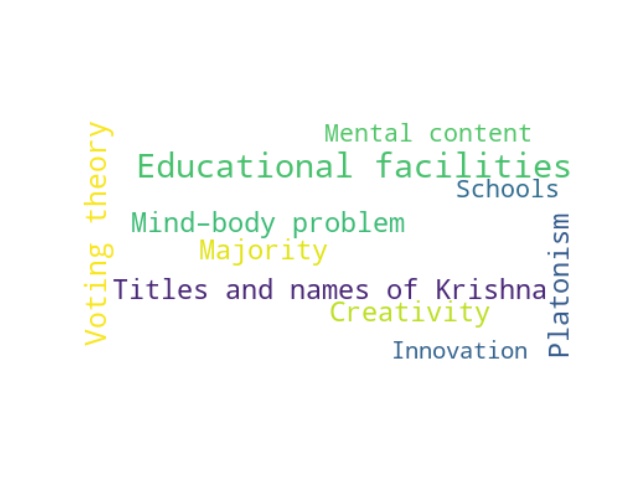 Voting theory
Mental content
Educational facilities
Schools
Mind-body problem
Majority
Titles and names of Krishna
Creativity
Innovation
Platonism